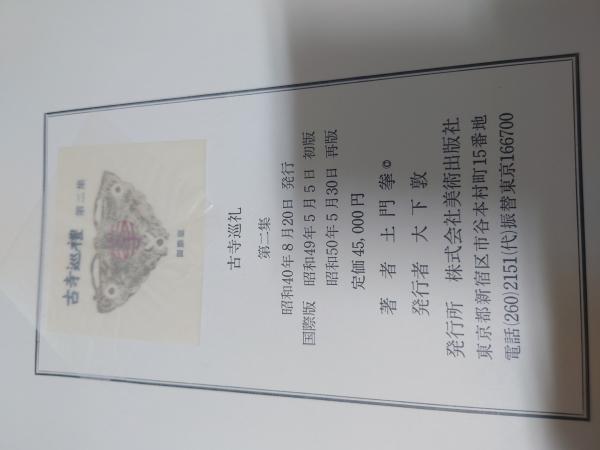 古寺巡禮 第二集
国際版
古寺巡礼
第二集
昭和40年8月20日 発行
国際版 昭和49年5月5日 初版
昭和50年5月30日 再版
定価45,000円
著者 土門拳©
発行者 大下敦
発行所 株式会社美術出版社
東京都新宿区市谷本村町15番地
電話(260)2151(代)振替東京166700